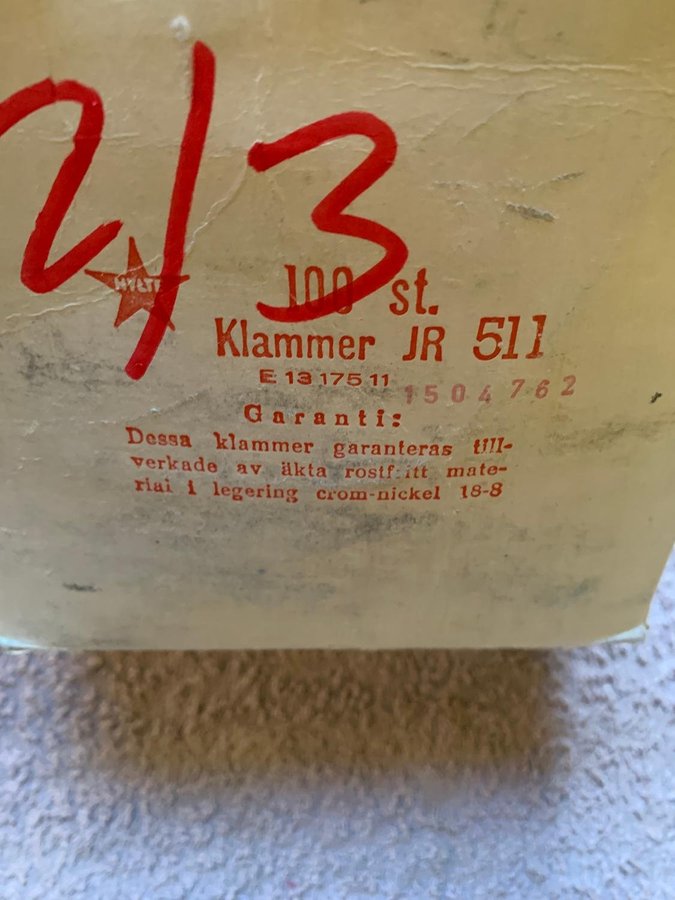 2/3
HYLTE
100 st.
Klammer JR 511
E 13 175 11 1504762
Garanti:
Dessa klammer garanteras till-
verkade av äkta rostfritt mate-
rial i legering crom-nickel 18-8